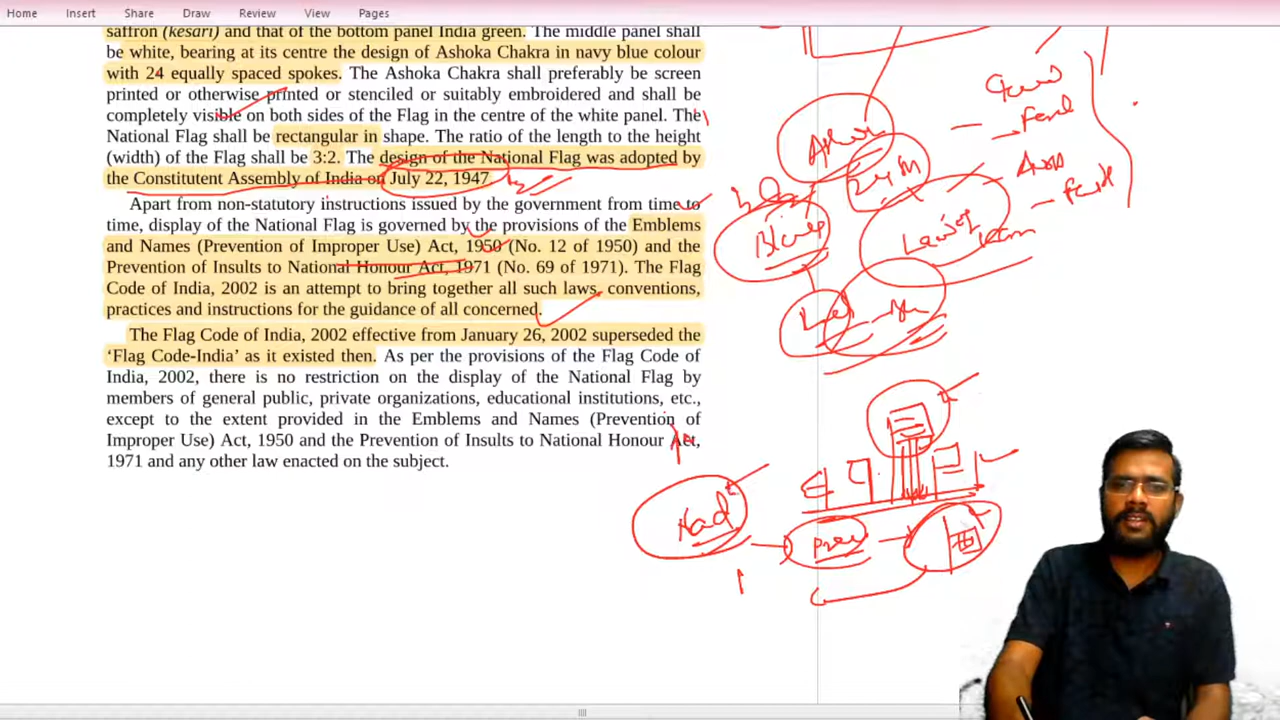 Home Insert Share Draw Review View Pages
saffron (kesari) and that of the bottom panel India green. The middle panel shall
be white, bearing at its centre the design of Ashoka Chakra in navy blue colour
with 24 equally spaced spokes. The Ashoka Chakra shall preferably be screen
printed or otherwise printed or stenciled or suitably embroidered and shall be
completely visible on both sides of the Flag in the centre of the white panel. The
National Flag shall be rectangular in shape. The ratio of the length to the height
(width) of the Flag shall be 3:2. The design of the National Flag was adopted by
the Constitutent Assembly of India on July 22, 1947.
Apart from non-statutory instructions issued by the government from time to
time, display of the National Flag is governed by the provisions of the Emblems
and Names (Prevention of Improper Use) Act, 1950 (No. 12 of 1950) and the
Prevention of Insults to National Honour Act, 1971 (No. 69 of 1971). The Flag
Code of India, 2002 is an attempt to bring together all such laws, conventions,
practices and instructions for the guidance of all concerned.
The Flag Code of India, 2002 effective from January 26, 2002 superseded the
‘Flag Code-India’ as it existed then. As per the provisions of the Flag Code of
India, 2002, there is no restriction on the display of the National Flag by
members of general public, private organizations, educational institutions, etc.,
except to the extent provided in the Emblems and Names (Prevention of
Improper Use) Act, 1950 and the Prevention of Insults to National Honour Act,
1971 and any other law enacted on the subject.